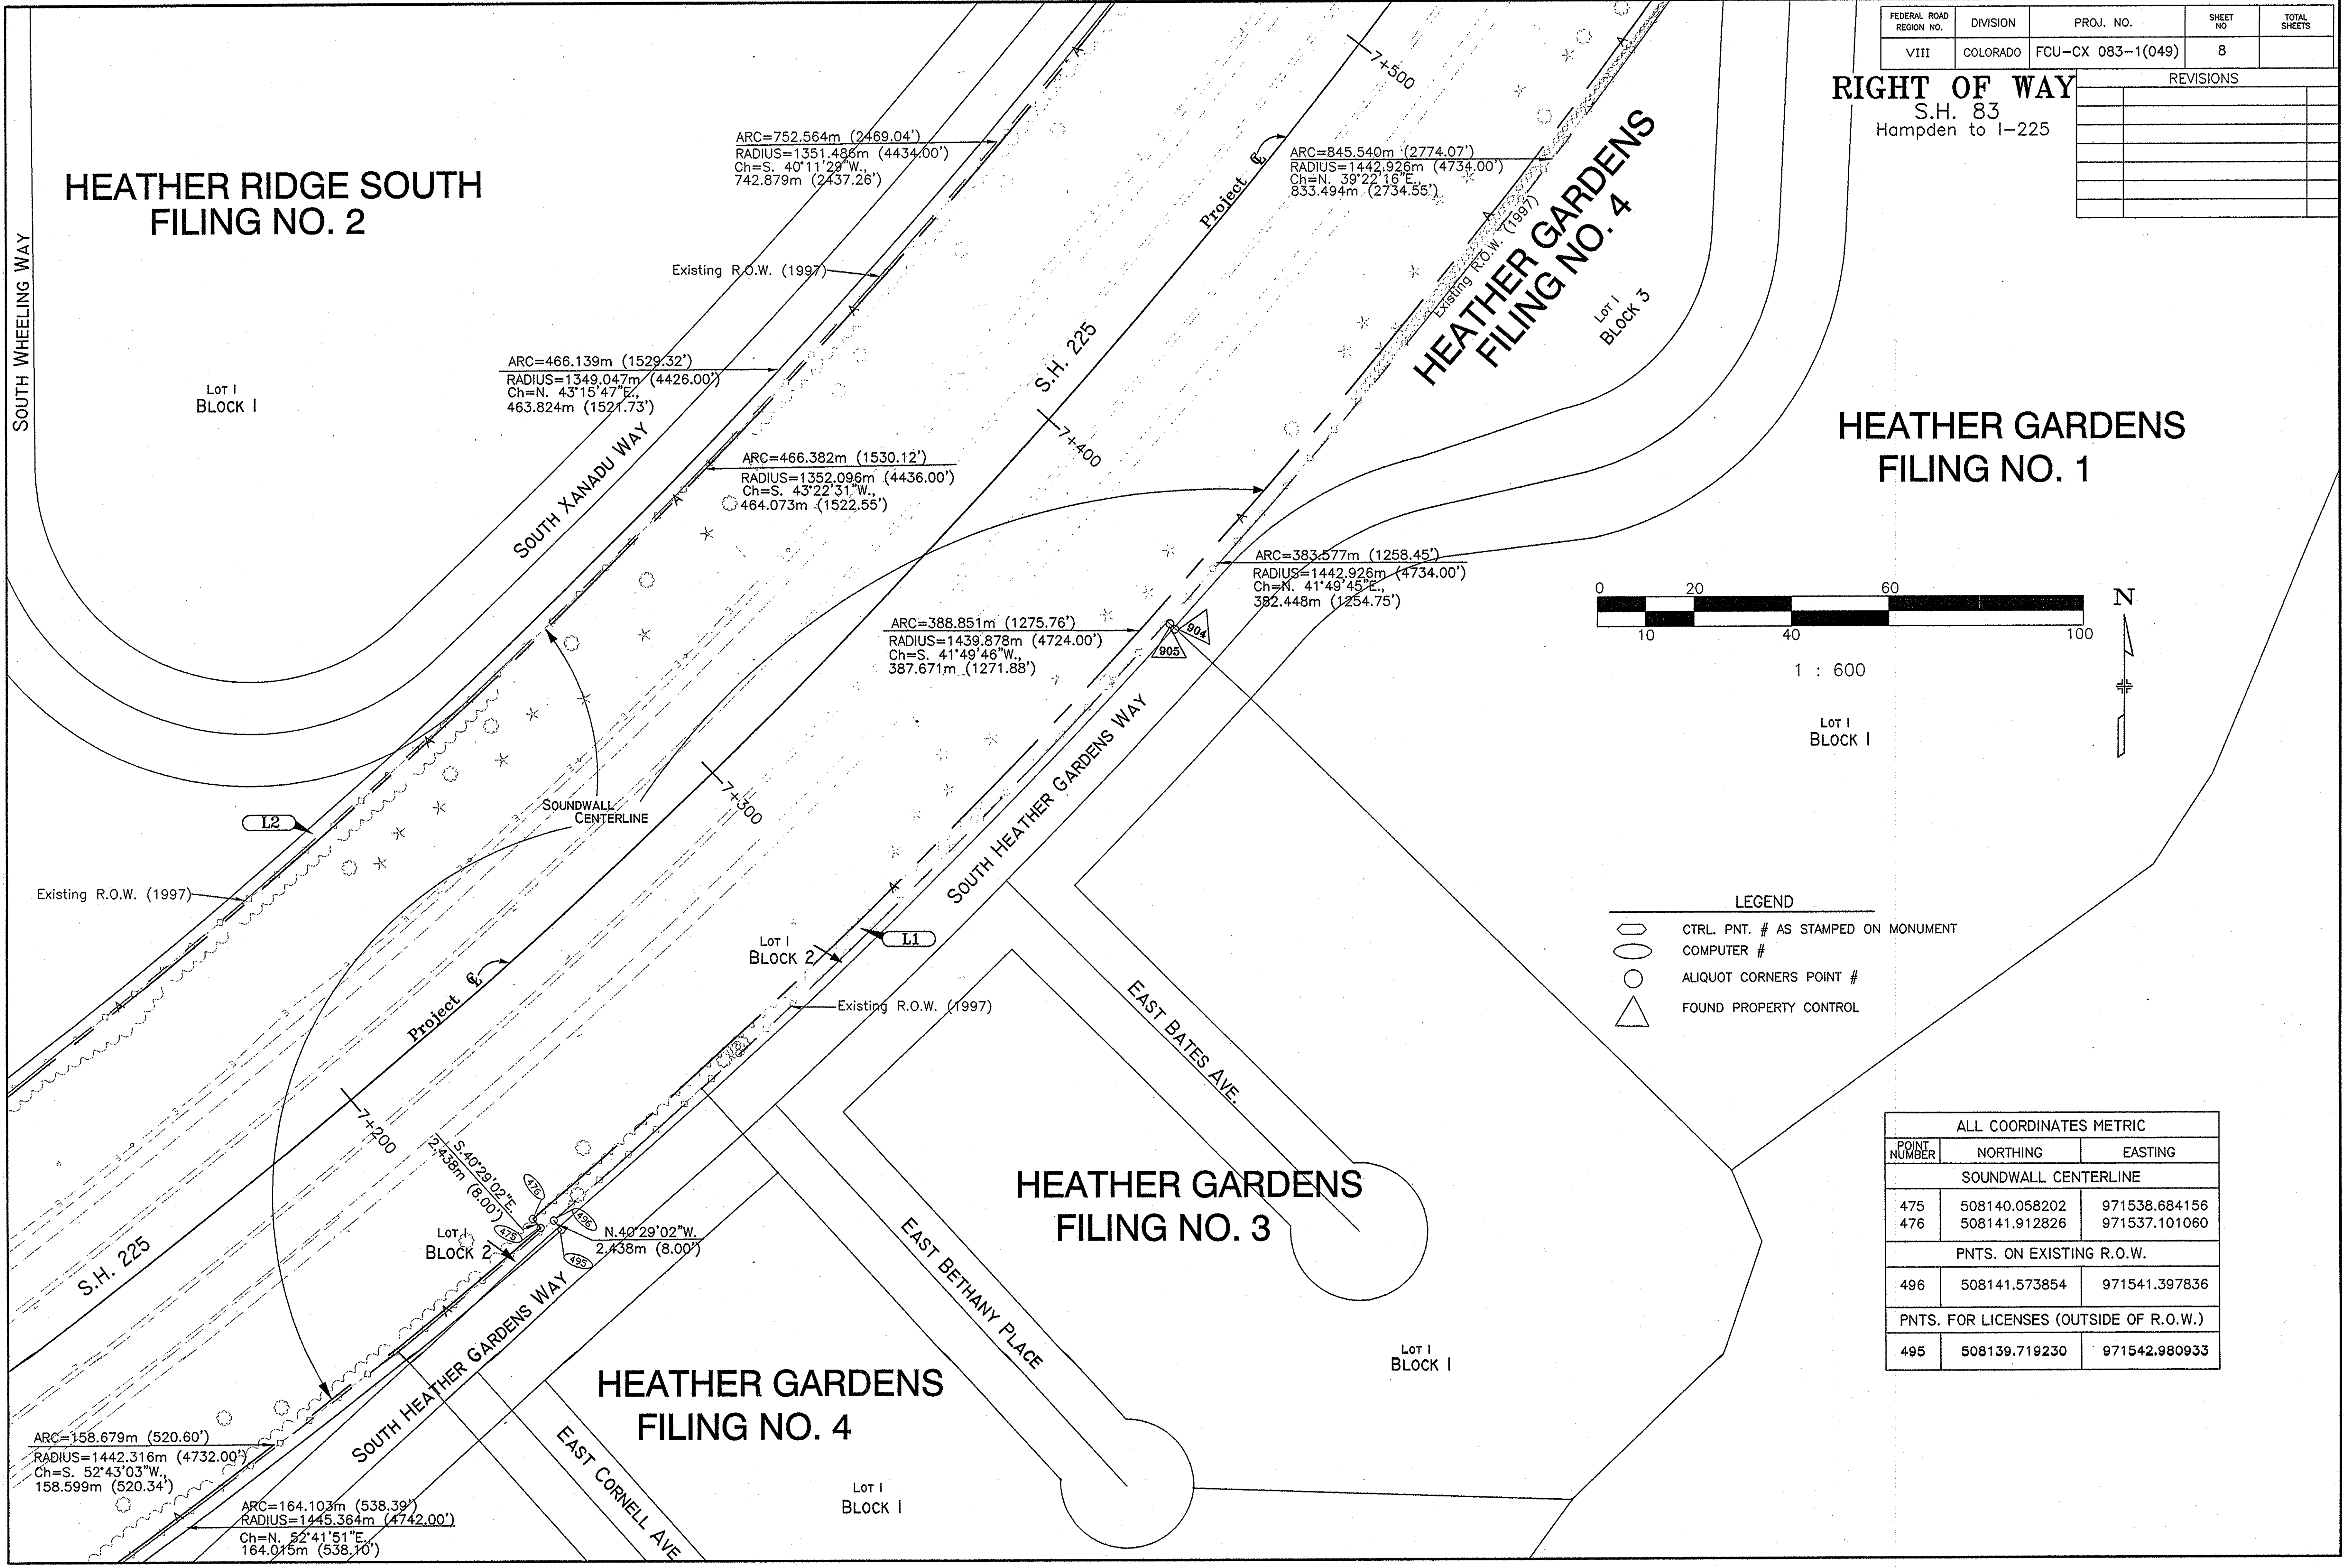 FEDERAL ROAD REGION NO.
DIVISION
PROJ. NO.
SHEET NO
TOTAL SHEETS
VIII
COLORADO
FCU-CX 083-1(049)
8
RIGHT OF WAY
S.H. 83
Hampden to I-225
REVISIONS
HEATHER RIDGE SOUTH
FILING NO. 2
SOUTH WHEELING WAY
LOT 1
BLOCK 1
ARC=752.564m (2469.04')
RADIUS=1351.486m (4434.00')
Ch=S. 40°11'29"W.,
742.879m (2437.26')
Existing R.O.W. (1997)
ARC=466.139m (1529.32')
RADIUS=1349.047m (4426.00')
Ch=N. 43°15'47"E.,
463.824m (1521.73')
SOUTH XANADU WAY
ARC=466.382m (1530.12')
RADIUS=1352.096m (4436.00')
Ch=S. 43°22'31"W.,
464.073m (1522.55')
7+500
Project ℄
ARC=845.540m (2774.07')
RADIUS=1442.926m (4734.00')
Ch=N. 39°22'16"E.,
833.494m (2734.55')
Existing R.O.W. (1997)
HEATHER GARDENS
FILING NO. 4
LOT 1
BLOCK 3
S.H. 225
7+400
HEATHER GARDENS
FILING NO. 1
ARC=383.577m (1258.45')
RADIUS=1442.926m (4734.00')
Ch=N. 41°49'45"E.,
382.448m (1254.75')
ARC=388.851m (1275.76')
RADIUS=1439.878m (4724.00')
Ch=S. 41°49'46"W.,
387.671m (1271.88')
904
905
0 20 60
10 40 100
1 : 600
N
LOT 1
BLOCK 1
SOUTH HEATHER GARDENS WAY
7+300
SOUNDWALL
CENTERLINE
L2
Existing R.O.W. (1997)
L1
LOT 1
BLOCK 2
Existing R.O.W. (1997)
Project ℄
LEGEND
CTRL. PNT. # AS STAMPED ON MONUMENT
COMPUTER #
ALIQUOT CORNERS POINT #
FOUND PROPERTY CONTROL
EAST BATES AVE.
7+200
S.40°29'02"E.
2.438m (8.00')
476
475
496
495
N.40°29'02"W.
2.438m (8.00')
LOT 1
BLOCK 2
S.H. 225
HEATHER GARDENS
FILING NO. 3
EAST BETHANY PLACE
LOT 1
BLOCK 1
SOUTH HEATHER GARDENS WAY
HEATHER GARDENS
FILING NO. 4
LOT 1
BLOCK 1
EAST CORNELL AVE
ARC=158.679m (520.60')
RADIUS=1442.316m (4732.00')
Ch=S. 52°43'03"W.,
158.599m (520.34')
ARC=164.103m (538.39')
RADIUS=1445.364m (4742.00')
Ch=N. 52°41'51"E.,
164.015m (538.10')
ALL COORDINATES METRIC
POINT NUMBER
NORTHING
EASTING
SOUNDWALL CENTERLINE
475 508140.058202 971538.684156
476 508141.912826 971537.101060
PNTS. ON EXISTING R.O.W.
496 508141.573854 971541.397836
PNTS. FOR LICENSES (OUTSIDE OF R.O.W.)
495 508139.719230 971542.980933